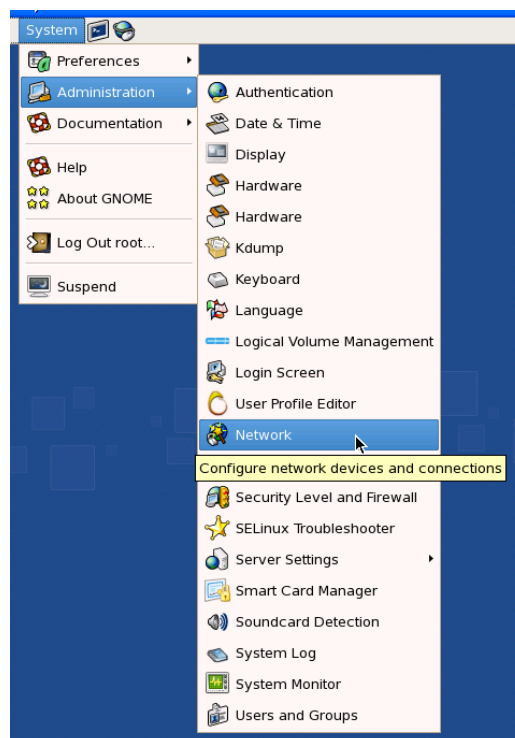 System
Preferences
Administration
Documentation
Help
About GNOME
Log Out root...
Suspend
Authentication
Date & Time
Display
Hardware
Hardware
Kdump
Keyboard
Language
Logical Volume Management
Login Screen
User Profile Editor
Network
Configure network devices and connections
Security Level and Firewall
SELinux Troubleshooter
Server Settings
Smart Card Manager
Soundcard Detection
System Log
System Monitor
Users and Groups